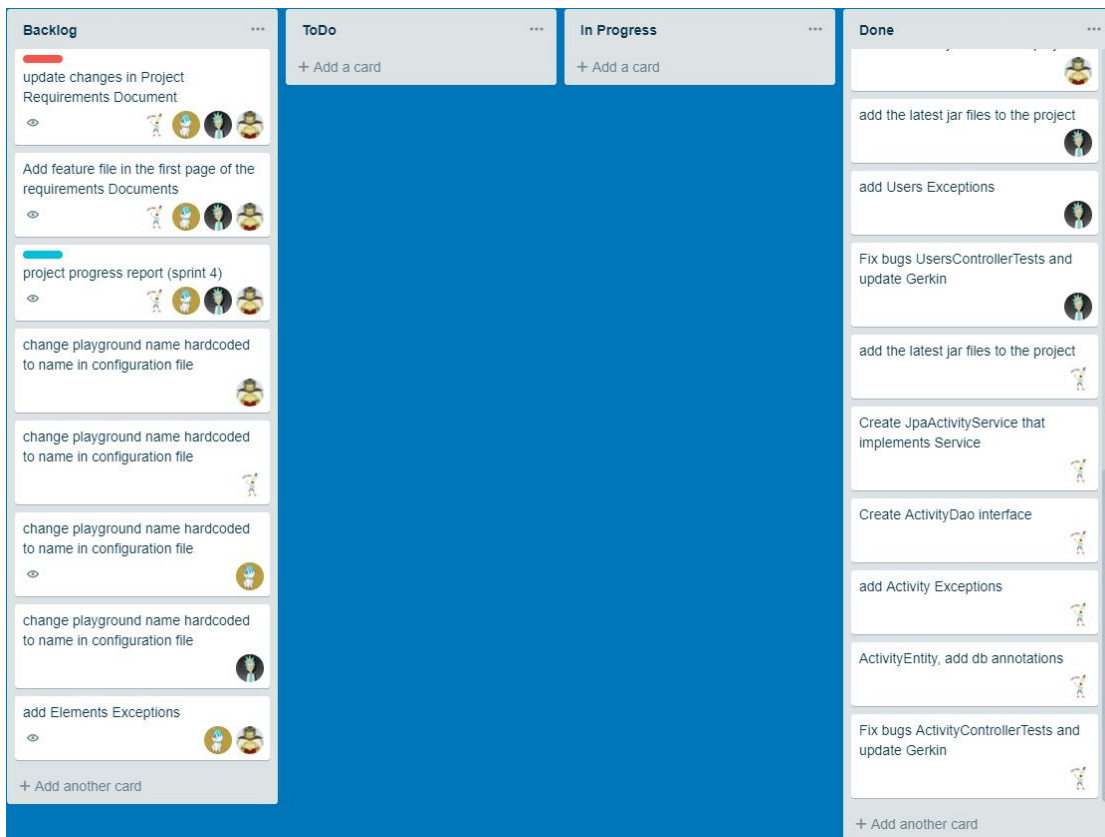 Backlog
update changes in Project
Requirements Document
Add feature file in the first page of the
requirements Documents
project progress report (sprint 4)
change playground name hardcoded
to name in configuration file
change playground name hardcoded
to name in configuration file
change playground name hardcoded
to name in configuration file
change playground name hardcoded
to name in configuration file
add Elements Exceptions
+ Add another card
ToDo
+ Add a card
In Progress
+ Add a card
Done
add the latest jar files to the project
add Users Exceptions
Fix bugs UsersControllerTests and
update Gerkin
add the latest jar files to the project
Create JpaActivityService that
implements Service
Create ActivityDao interface
add Activity Exceptions
ActivityEntity, add db annotations
Fix bugs ActivityControllerTests and
update Gerkin
+ Add another card